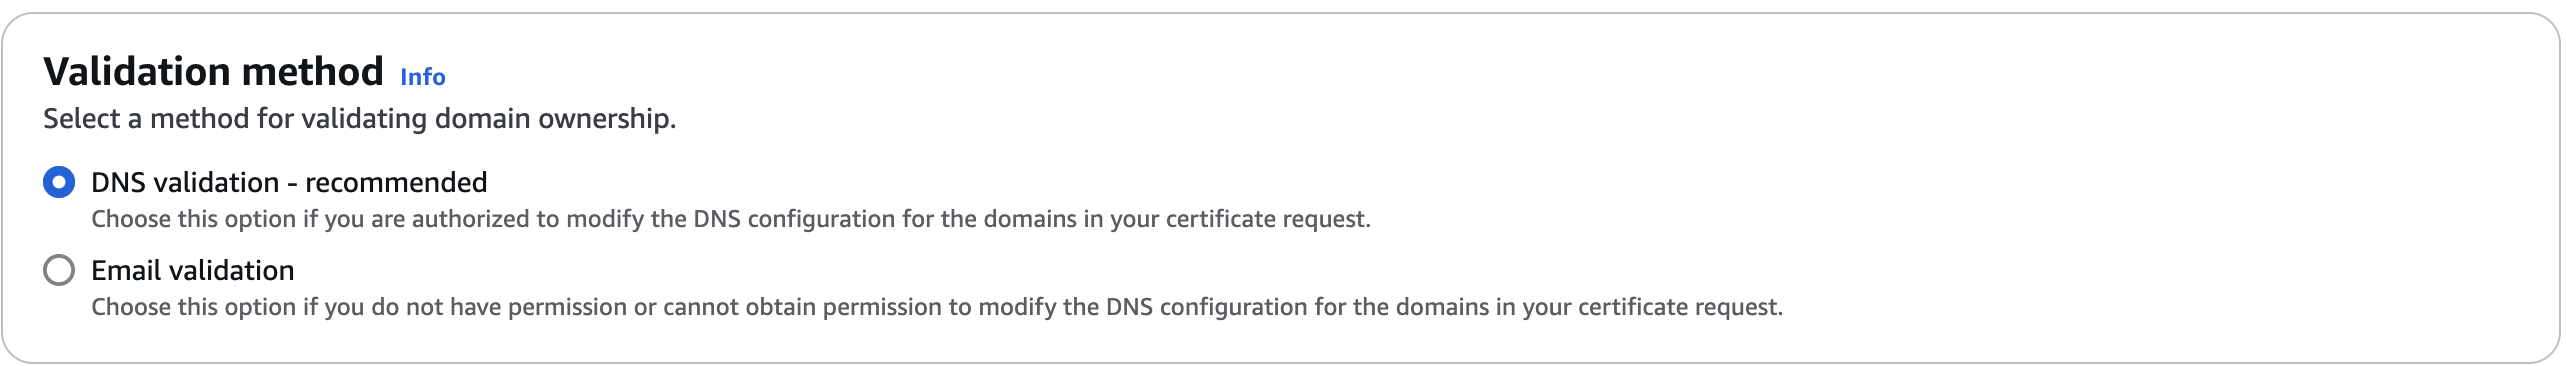 Validation method Info
Select a method for validating domain ownership.
DNS validation - recommended
Choose this option if you are authorized to modify the DNS configuration for the domains in your certificate request.
Email validation
Choose this option if you do not have permission or cannot obtain permission to modify the DNS configuration for the domains in your certificate request.